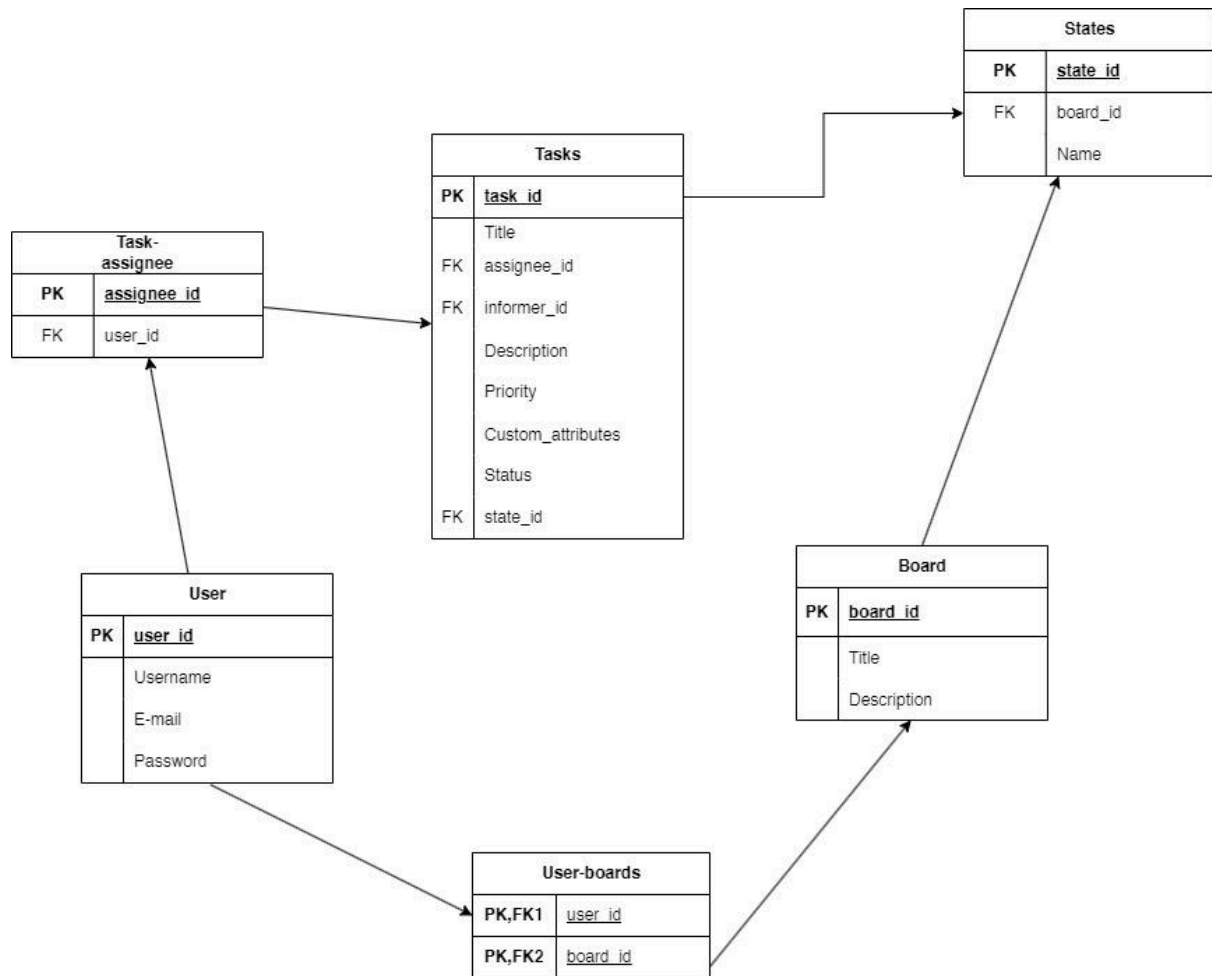 States
PK state_id
FK board_id
Name
Tasks
PK task_id
Title
FK assignee_id
FK informer_id
Description
Priority
Custom_attributes
Status
FK state_id
Task-
assignee
PK assignee_id
FK user_id
User
PK user_id
Username
E-mail
Password
Board
PK board_id
Title
Description
User-boards
PK,FK1 user_id
PK,FK2 board_id